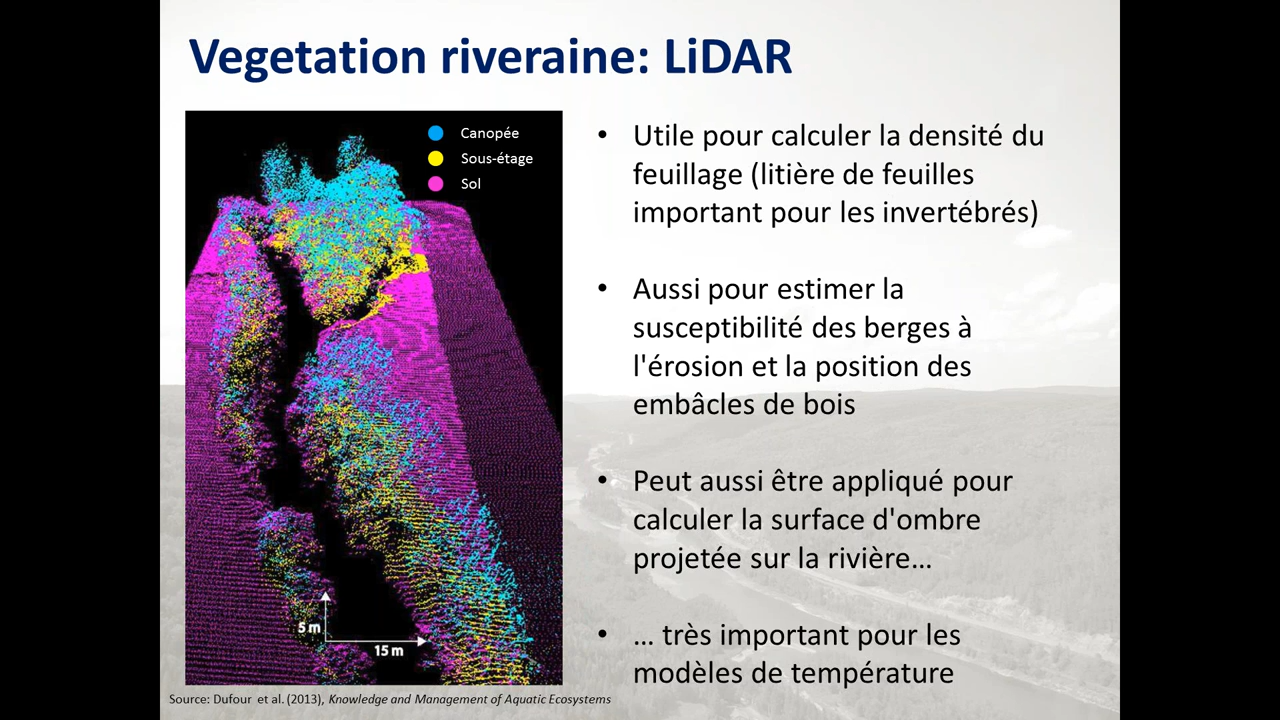 Vegetation riveraine: LiDAR
Canopée
Sous-étage
Sol
5 m
15 m
• Utile pour calculer la densité du
feuillage (litière de feuilles
important pour les invertébrés)
• Aussi pour estimer la
susceptibilité des berges à
l'érosion et la position des
embâcles de bois
• Peut aussi être appliqué pour
calculer la surface d'ombre
projetée sur la rivière…
• … très important pour les
modèles de température
Source: Dufour et al. (2013), Knowledge and Management of Aquatic Ecosystems